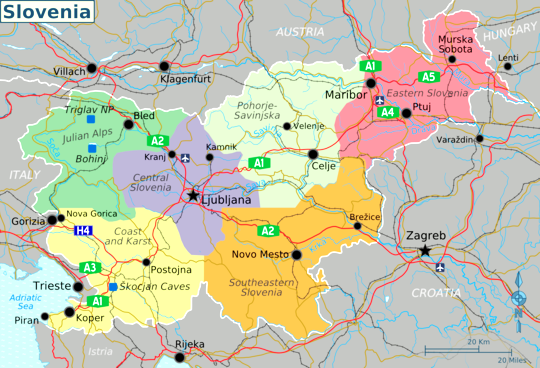 Slovenia
AUSTRIA
HUNGARY
Murska
Sobota
Lenti
Villach
Klagenfurt
A1
A5
Maribor
Eastern Slovenia
A4
Ptuj
Triglav NP
Bled
Pohorje-
Savinjska
Velenje
Julian Alps
A2
Varaždin
Bohinj
Kranj
Kamnik
A1
Celje
ITALY
Central
Slovenia
Ljubljana
Gorizia
Nova Gorica
H4
Coast
and Karst
A2
Brežice
Krka
Zagreb
Novo Mesto
A3
Postojna
Trieste
Skocjan Caves
Southeastern
Slovenia
CROATIA
Adriatic
Sea
A1
Piran
Koper
Rijeka
Istria
20 Km
20 Miles